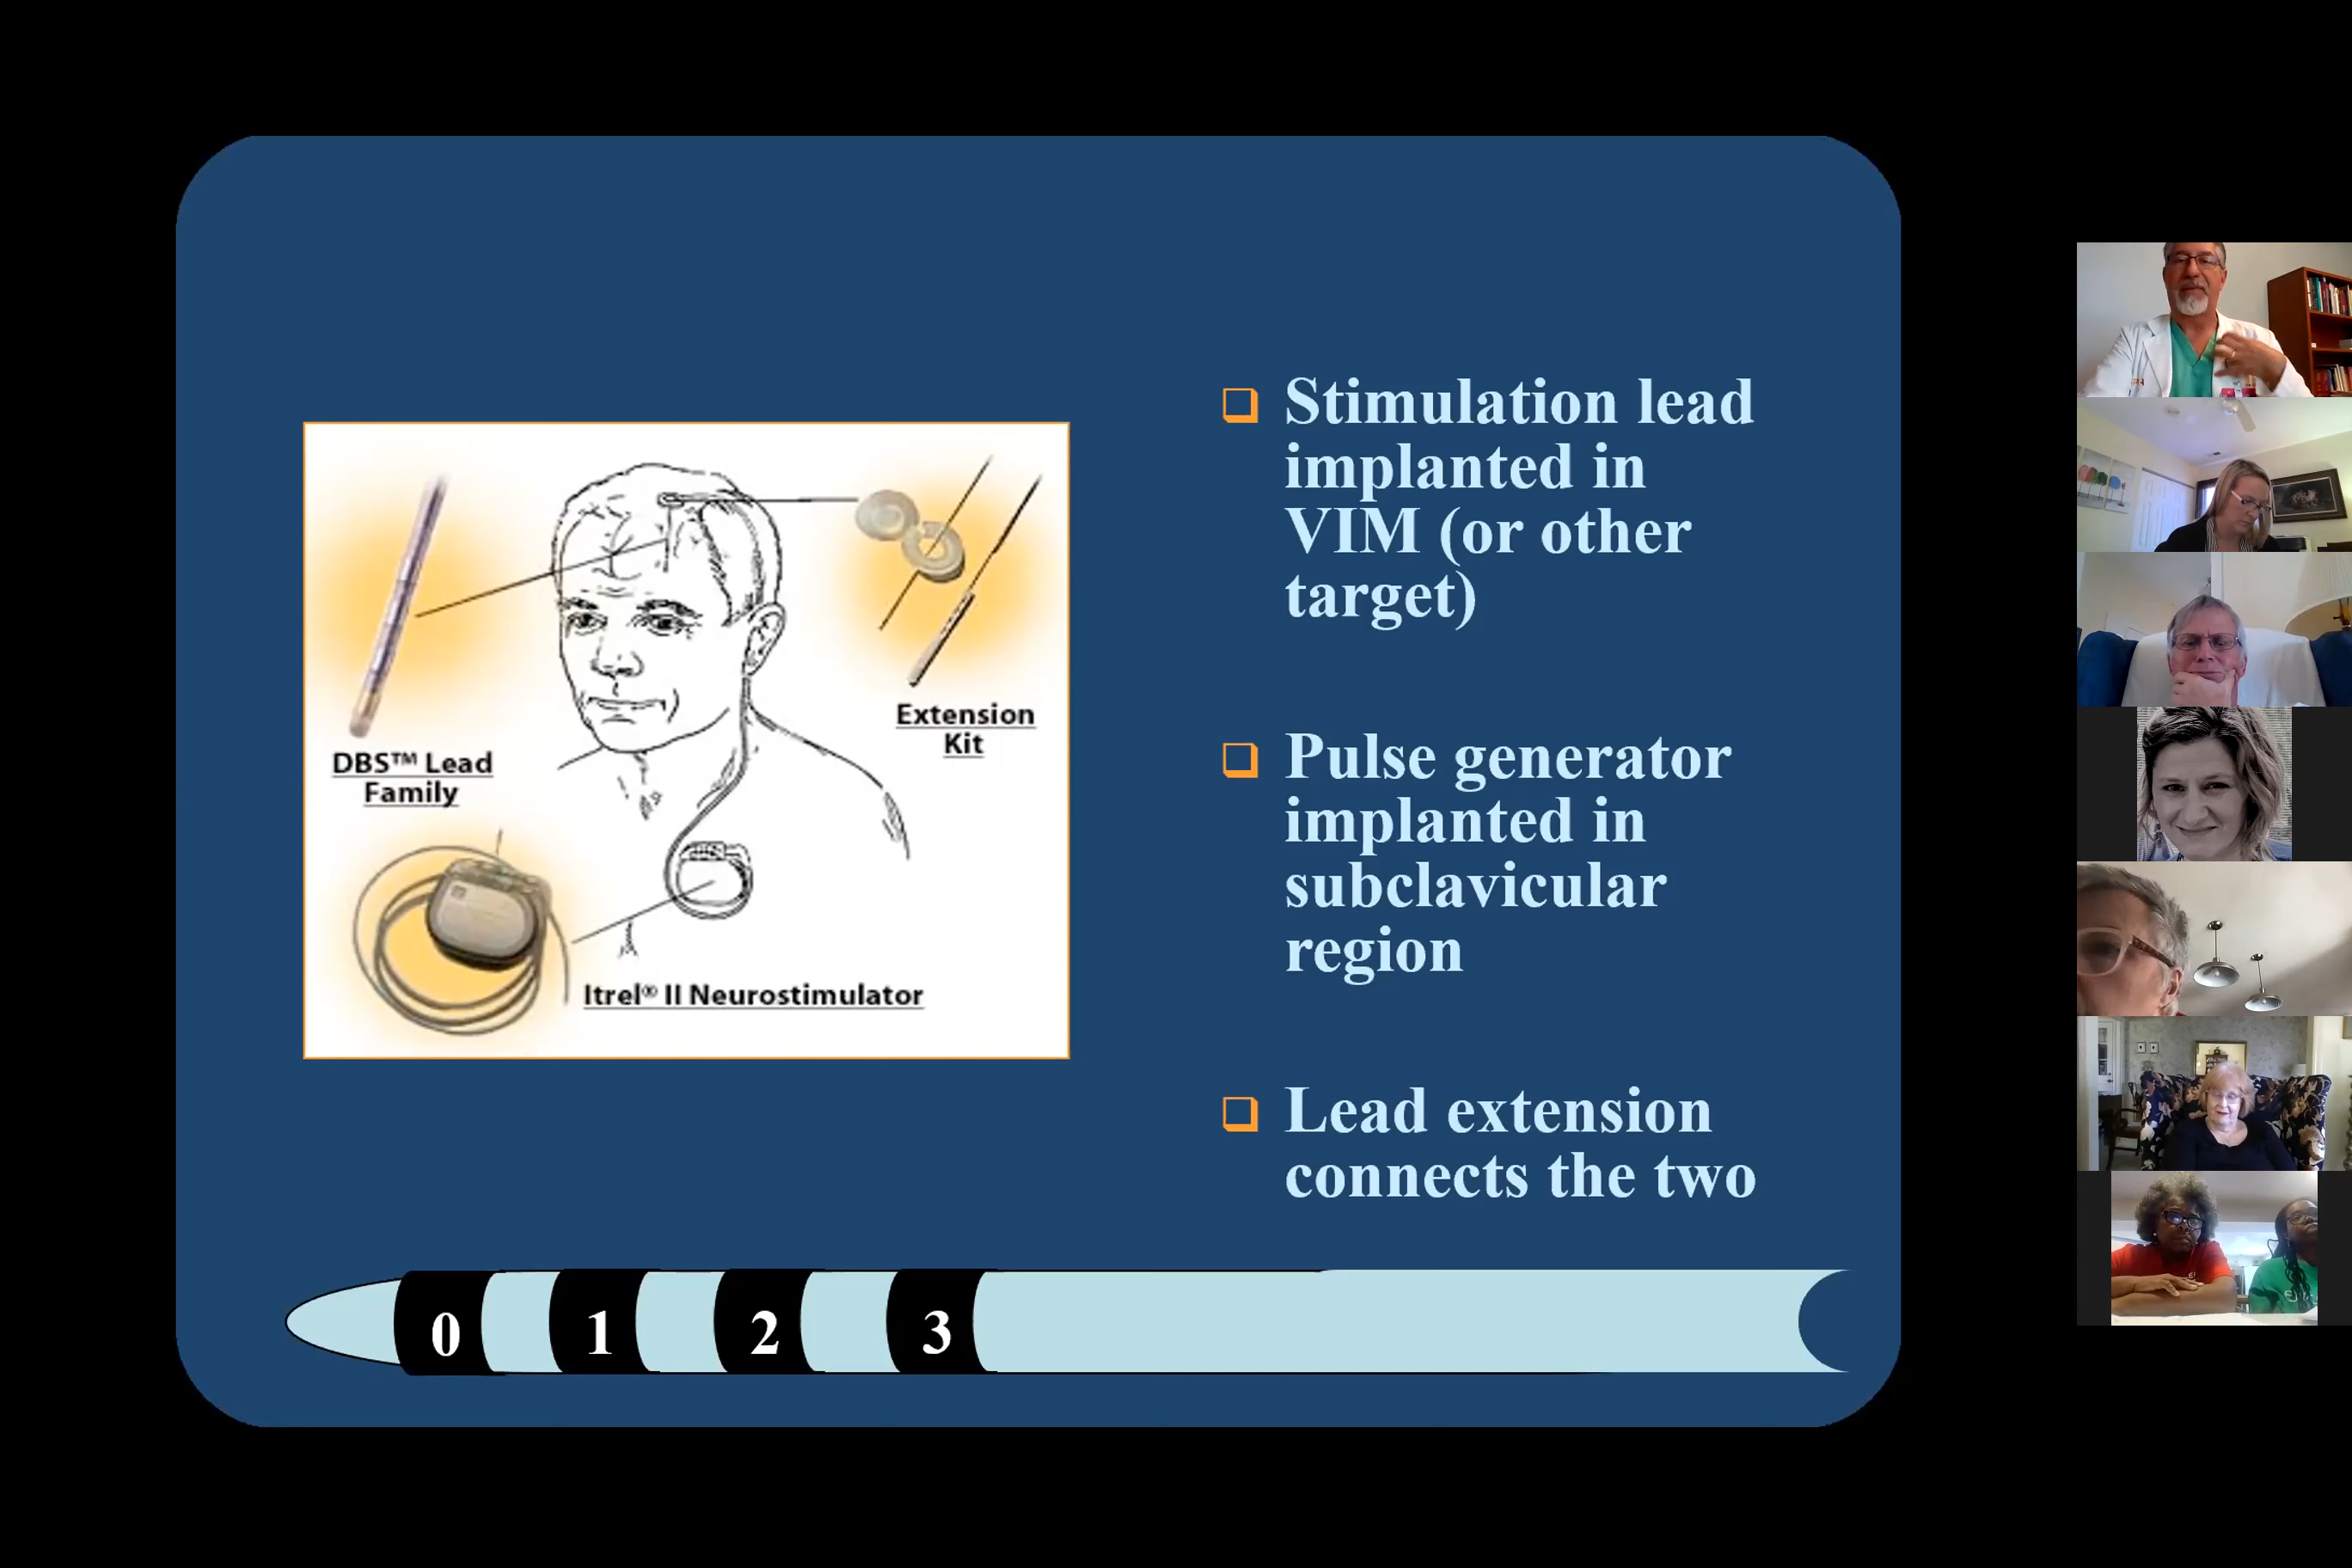 Stimulation lead
implanted in
VIM (or other
target)
Pulse generator
implanted in
subclavicular
region
Lead extension
connects the two
DBS™ Lead
Family
Extension
Kit
Itrel® II Neurostimulator
0 1 2 3